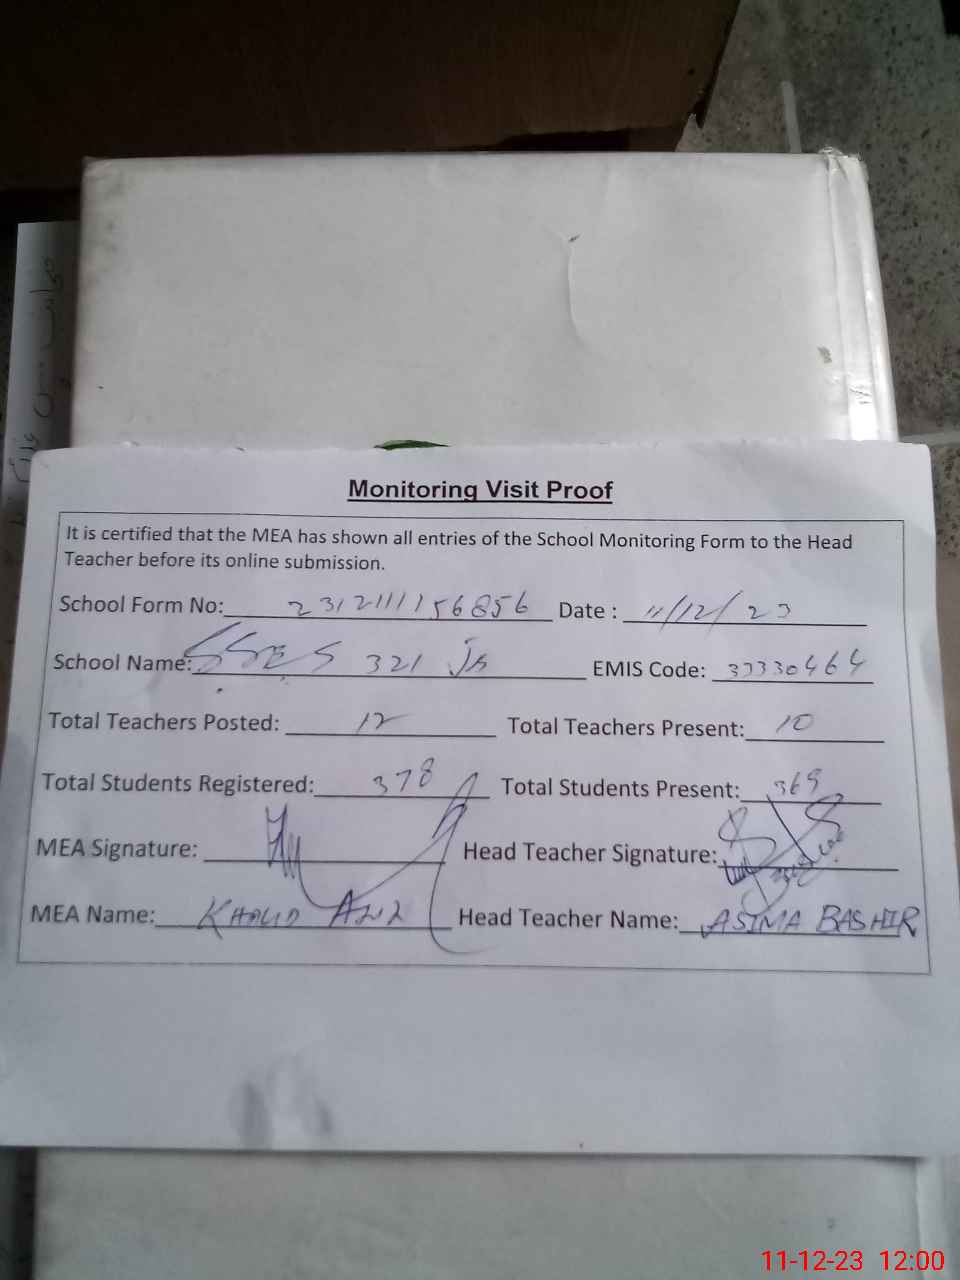 Monitoring Visit Proof
It is certified that the MEA has shown all entries of the School Monitoring Form to the Head
Teacher before its online submission.
School Form No: 2312111156856 Date : 11/12/23
School Name: 321 JB EMIS Code: 37330464
Total Teachers Posted: 12 Total Teachers Present: 10
Total Students Registered: 378 Total Students Present: 369
MEA Signature: Head Teacher Signature:
MEA Name: KHALID Head Teacher Name: ASIMA BASHIR
11-12-23 12:00